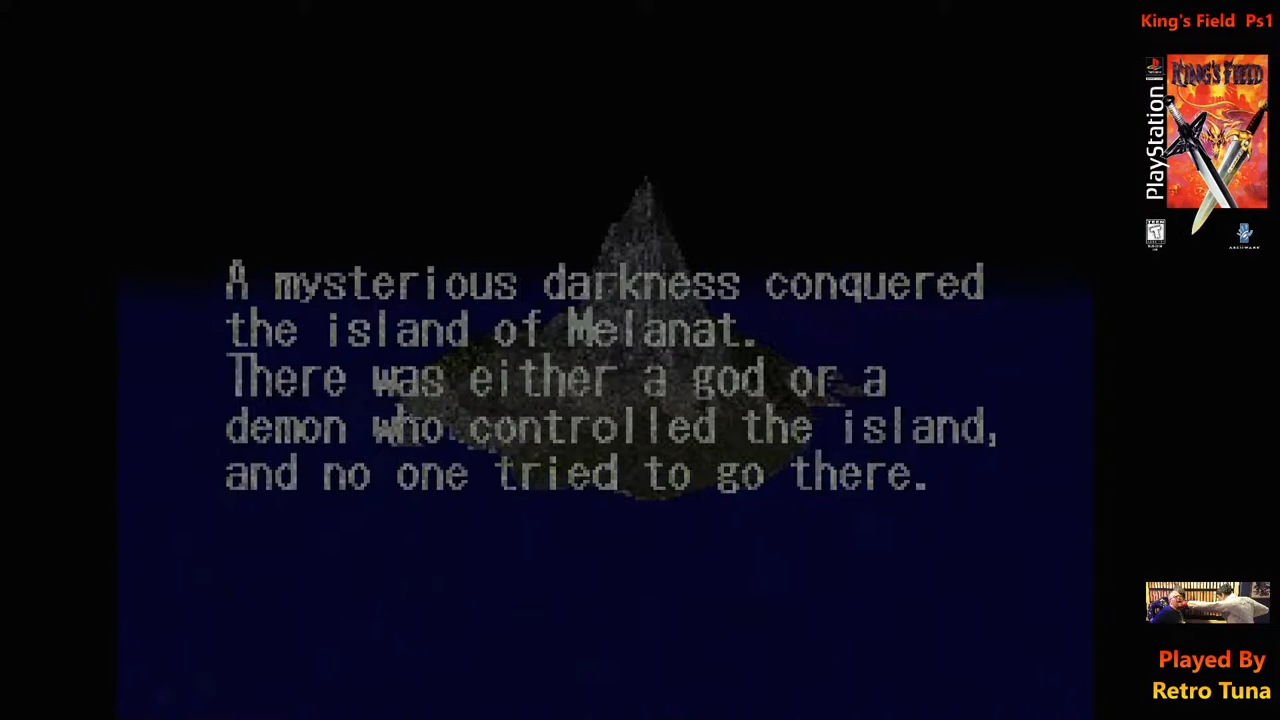 King's Field Ps1
KING'S FIELD
PlayStation
A mysterious darkness conquered
the island of Melanat.
There was either a god or a
demon who controlled the island,
and no one tried to go there.
Played By
Retro Tuna